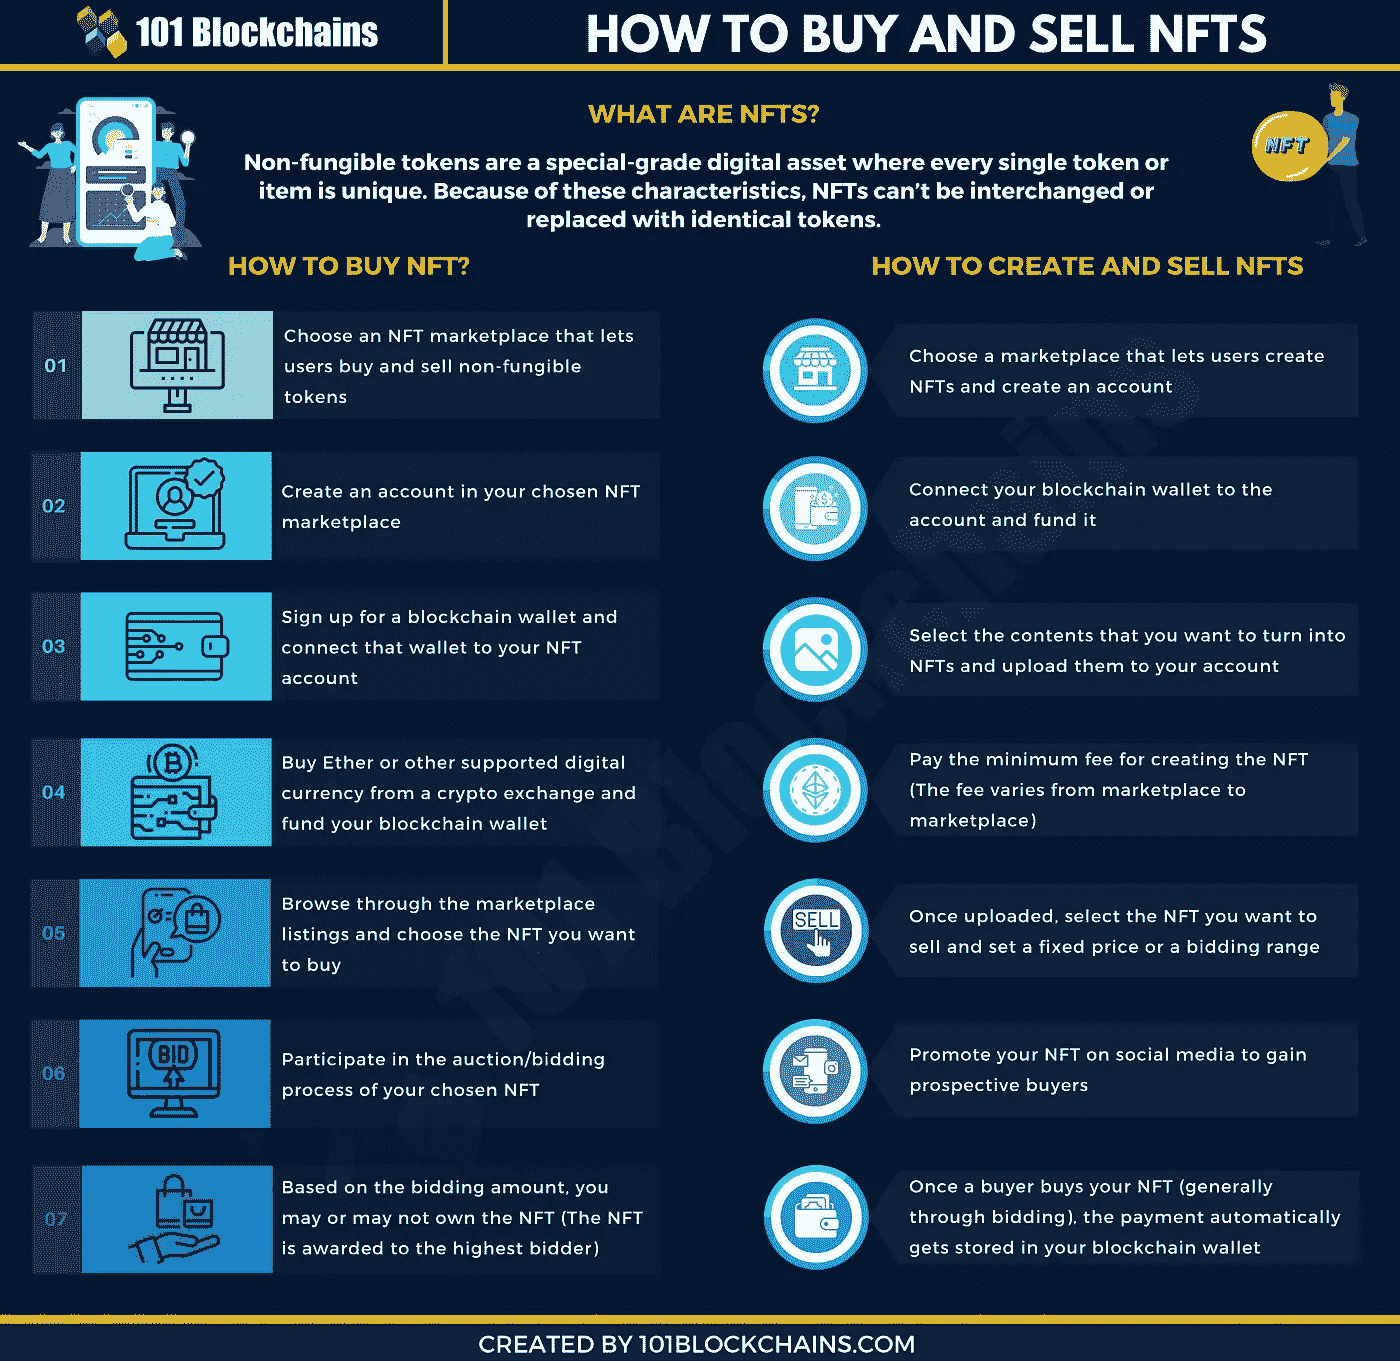 101 Blockchains
HOW TO BUY AND SELL NFTS
WHAT ARE NFTS?
Non-fungible tokens are a special-grade digital asset where every single token or
item is unique. Because of these characteristics, NFTs can't be interchanged or
replaced with identical tokens.
NFT
HOW TO BUY NFT?
01
Choose an NFT marketplace that lets
users buy and sell non-fungible
tokens
02
Create an account in your chosen NFT
marketplace
03
Sign up for a blockchain wallet and
connect that wallet to your NFT
account
04
Buy Ether or other supported digital
currency from a crypto exchange and
fund your blockchain wallet
05
Browse through the marketplace
listings and choose the NFT you want
to buy
06
BID
Participate in the auction/bidding
process of your chosen NFT
07
Based on the bidding amount, you
may or may not own the NFT (The NFT
is awarded to the highest bidder)
HOW TO CREATE AND SELL NFTS
Choose a marketplace that lets users create
NFTs and create an account
Connect your blockchain wallet to the
account and fund it
Select the contents that you want to turn into
NFTs and upload them to your account
Pay the minimum fee for creating the NFT
(The fee varies from marketplace to
marketplace)
SELL
Once uploaded, select the NFT you want to
sell and set a fixed price or a bidding range
Promote your NFT on social media to gain
prospective buyers
Once a buyer buys your NFT (generally
through bidding), the payment automatically
gets stored in your blockchain wallet
101 Blockchains
CREATED BY 101BLOCKCHAINS.COM